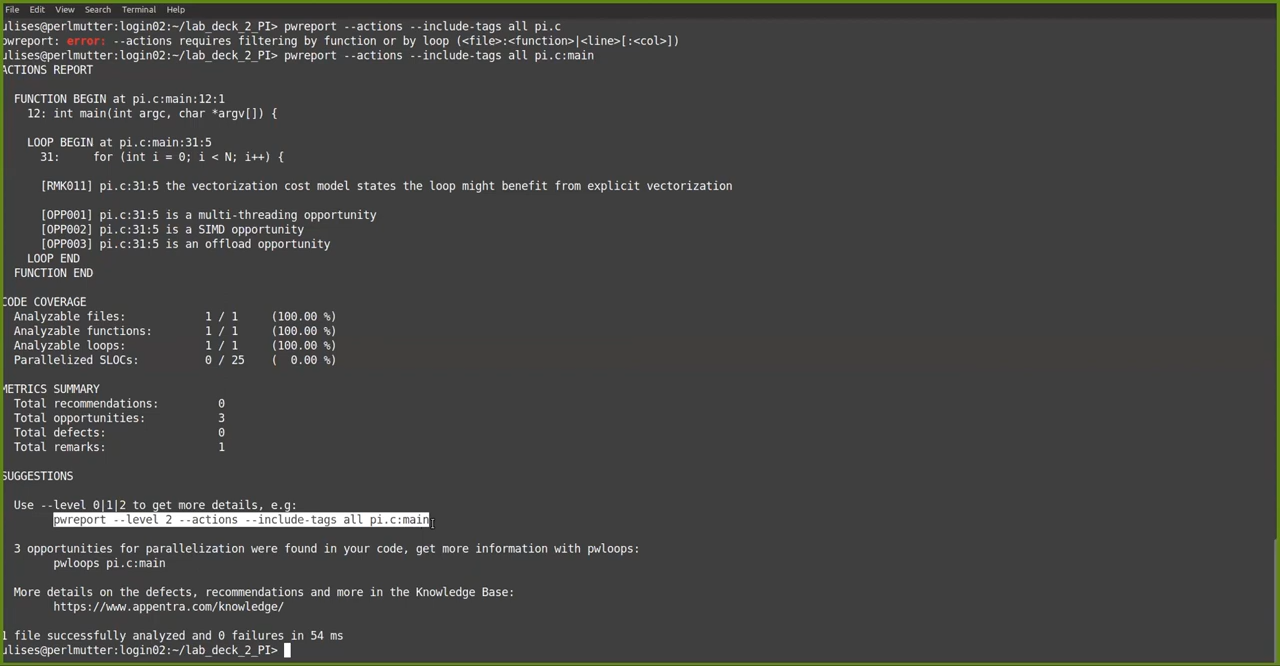 File Edit View Search Terminal Help
ulises@perlmutter:login02:~/lab_deck_2_PI> pwreport --actions --include-tags all pi.c
pwreport: error: --actions requires filtering by function or by loop (<file>:<function>|<line>[:<col>])
ulises@perlmutter:login02:~/lab_deck_2_PI> pwreport --actions --include-tags all pi.c:main
ACTIONS REPORT
FUNCTION BEGIN at pi.c:main:12:1
12: int main(int argc, char *argv[]) {
LOOP BEGIN at pi.c:main:31:5
31: for (int i = 0; i < N; i++) {
[RMK011] pi.c:31:5 the vectorization cost model states the loop might benefit from explicit vectorization
[OPP001] pi.c:31:5 is a multi-threading opportunity
[OPP002] pi.c:31:5 is a SIMD opportunity
[OPP003] pi.c:31:5 is an offload opportunity
LOOP END
FUNCTION END
CODE COVERAGE
Analyzable files: 1 / 1 (100.00 %)
Analyzable functions: 1 / 1 (100.00 %)
Analyzable loops: 1 / 1 (100.00 %)
Parallelized SLOCs: 0 / 25 ( 0.00 %)
METRICS SUMMARY
Total recommendations: 0
Total opportunities: 3
Total defects: 0
Total remarks: 1
SUGGESTIONS
Use --level 0|1|2 to get more details, e.g:
pwreport --level 2 --actions --include-tags all pi.c:main
3 opportunities for parallelization were found in your code, get more information with pwloops:
pwloops pi.c:main
More details on the defects, recommendations and more in the Knowledge Base:
https://www.appentra.com/knowledge/
1 file successfully analyzed and 0 failures in 54 ms
ulises@perlmutter:login02:~/lab_deck_2_PI>